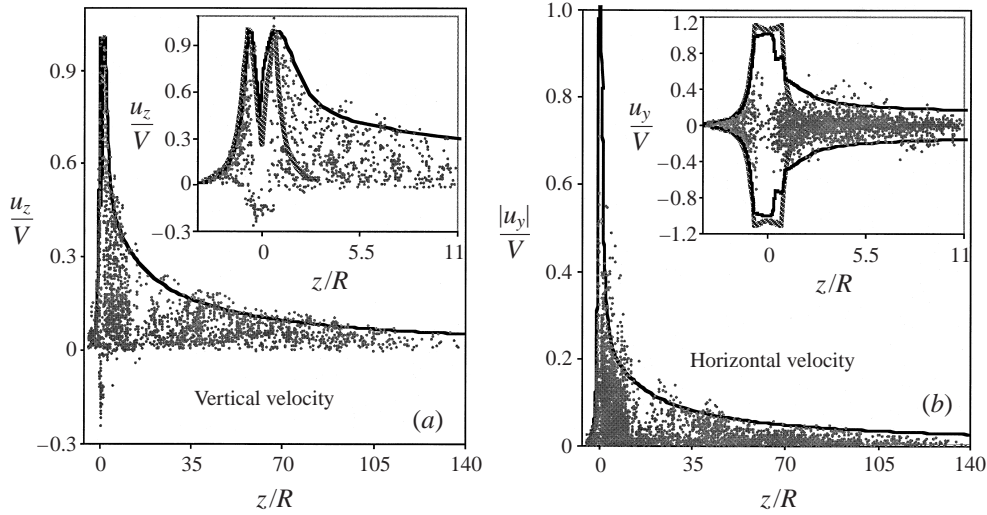 0.9
0.6
u_z
V
0.3
0
−0.3
0
35
70
105
140
z/R
Vertical velocity
(a)
0.9
u_z
V
0.6
0.3
0
−0.3
0
5.5
11
z/R
1.0
0.8
0.6
|u_y|
V
0.4
0.2
0
0
35
70
105
140
z/R
Horizontal velocity
(b)
1.2
0.8
0.4
u_y
V
0
−0.4
−0.8
−1.2
0
5.5
11
z/R